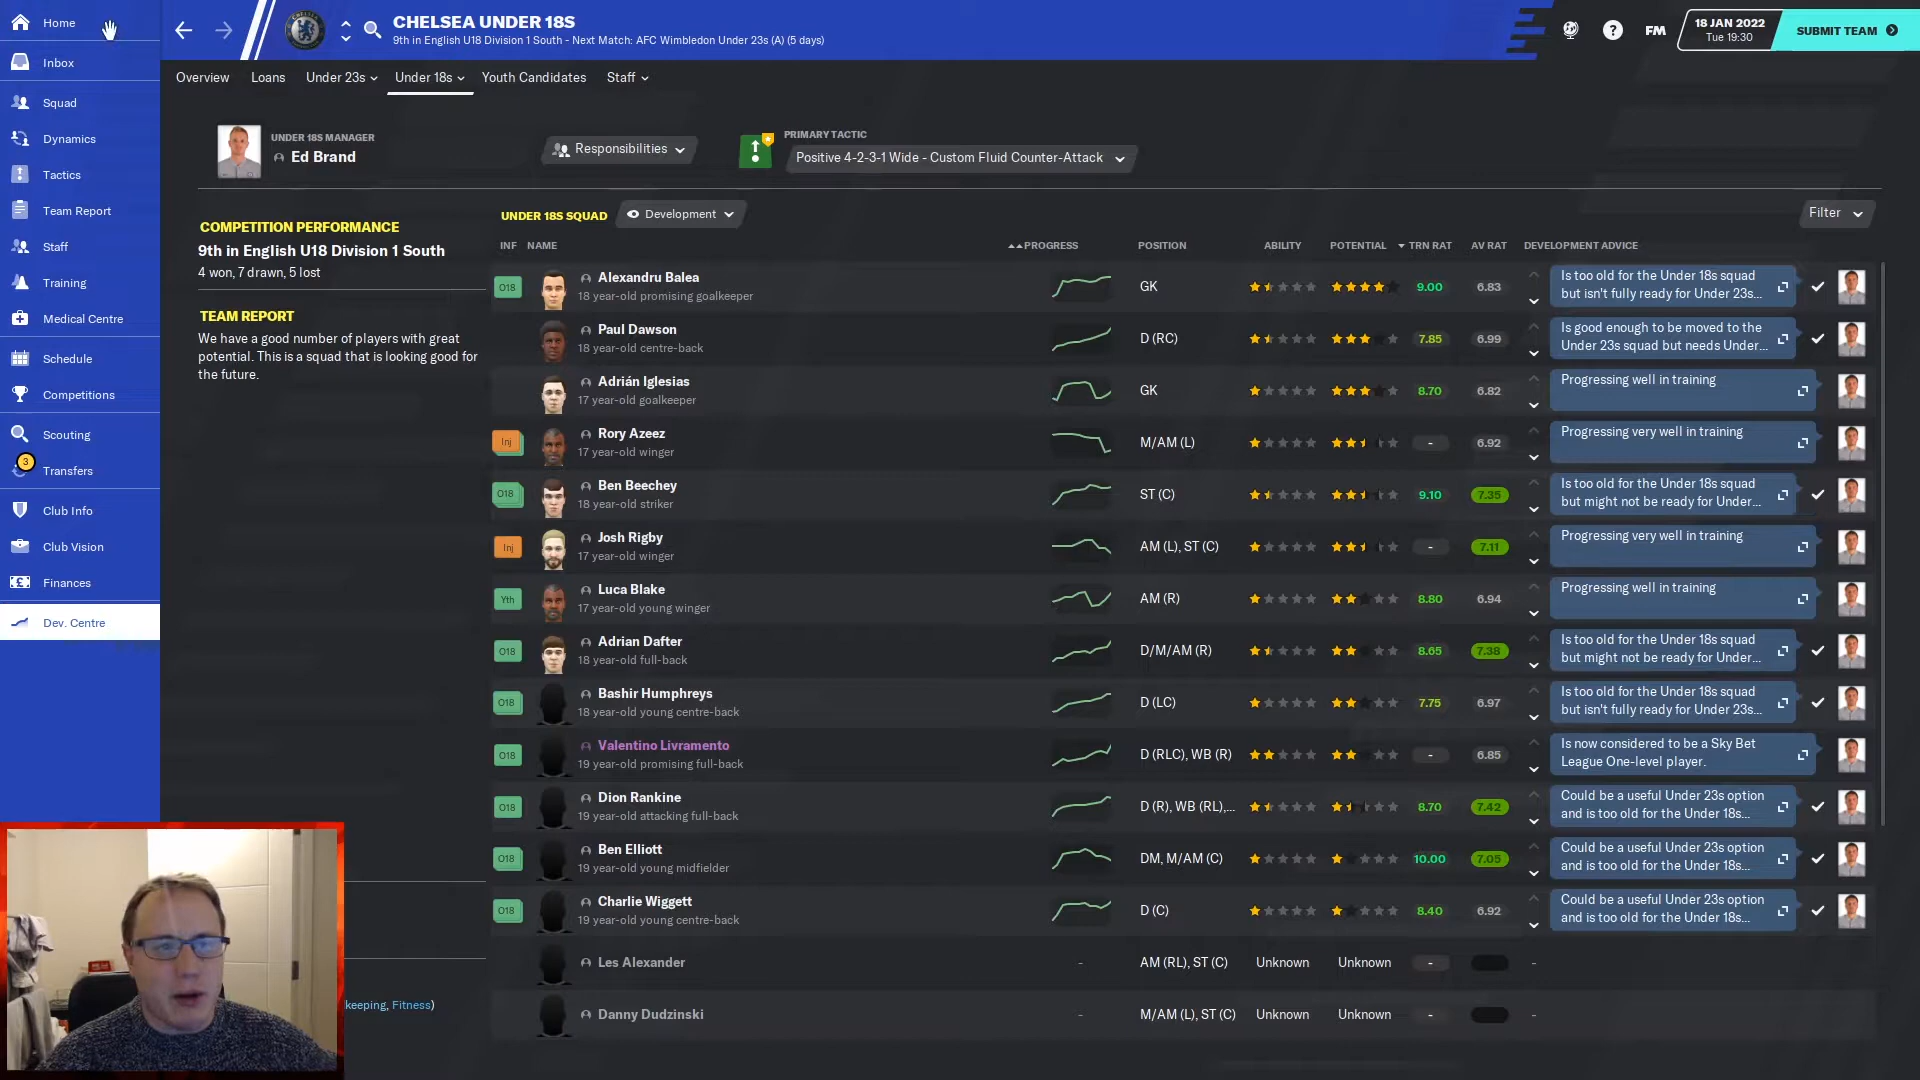 Home
Inbox
Squad
Dynamics
Tactics
Team Report
Staff
Training
Medical Centre
Schedule
Competitions
Scouting
3
Transfers
Club Info
Club Vision
Finances
Dev. Centre
CHELSEA UNDER 18S
9th in English U18 Division 1 South - Next Match: AFC Wimbledon Under 23s (A) (5 days)
FM
18 JAN 2022
Tue 19:30
SUBMIT TEAM
Overview Loans Under 23s Under 18s Youth Candidates Staff
UNDER 18S MANAGER
Ed Brand
Responsibilities
PRIMARY TACTIC
Positive 4-2-3-1 Wide - Custom Fluid Counter-Attack
COMPETITION PERFORMANCE
9th in English U18 Division 1 South
4 won, 7 drawn, 5 lost
TEAM REPORT
We have a good number of players with great
potential. This is a squad that is looking good for
the future.
keeping, Fitness)
UNDER 18S SQUAD Development Filter
INF NAME PROGRESS POSITION ABILITY POTENTIAL TRN RAT AV RAT DEVELOPMENT ADVICE
O18 Alexandru Balea GK 9.00 6.83
18 year-old promising goalkeeper
Is too old for the Under 18s squad
but isn't fully ready for Under 23s...
Paul Dawson D (RC) 7.85 6.99
18 year-old centre-back
Is good enough to be moved to the
Under 23s squad but needs Under...
Adrián Iglesias GK 8.70 6.82
17 year-old goalkeeper
Progressing well in training
Inj Rory Azeez M/AM (L) - 6.92
17 year-old winger
Progressing very well in training
O18 Ben Beechey ST (C) 9.10 7.35
18 year-old striker
Is too old for the Under 18s squad
but might not be ready for Under...
Inj Josh Rigby AM (L), ST (C) - 7.11
17 year-old winger
Progressing very well in training
Yth Luca Blake AM (R) 8.80 6.94
17 year-old young winger
Progressing well in training
O18 Adrian Dafter D/M/AM (R) 8.65 7.38
18 year-old full-back
Is too old for the Under 18s squad
but might not be ready for Under...
O18 Bashir Humphreys D (LC) 7.75 6.97
18 year-old young centre-back
Is too old for the Under 18s squad
but isn't fully ready for Under 23s...
O18 Valentino Livramento D (RLC), WB (R) - 6.85
19 year-old promising full-back
Is now considered to be a Sky Bet
League One-level player.
O18 Dion Rankine D (R), WB (RL),... 8.70 7.42
19 year-old attacking full-back
Could be a useful Under 23s option
and is too old for the Under 18s...
O18 Ben Elliott DM, M/AM (C) 10.00 7.05
19 year-old young midfielder
Could be a useful Under 23s option
and is too old for the Under 18s...
O18 Charlie Wiggett D (C) 8.40 6.92
19 year-old young centre-back
Could be a useful Under 23s option
and is too old for the Under 18s...
Les Alexander - AM (RL), ST (C) Unknown Unknown - -
Danny Dudzinski - M/AM (L), ST (C) Unknown Unknown - -